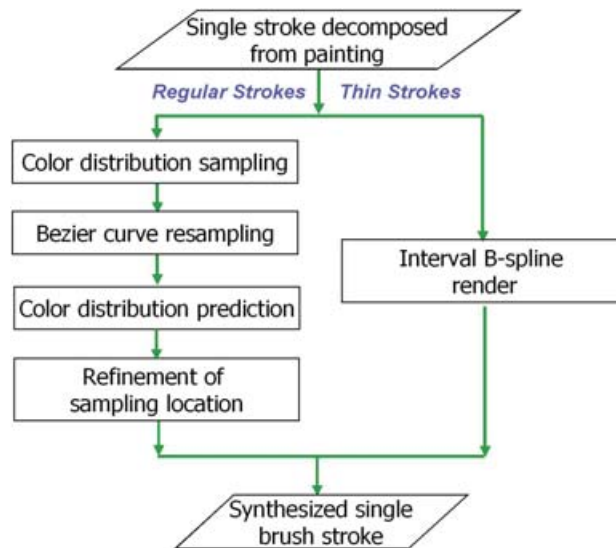 Single stroke decomposed
from painting
Regular Strokes
Thin Strokes
Color distribution sampling
Bezier curve resampling
Color distribution prediction
Refinement of
sampling location
Interval B-spline
render
Synthesized single
brush stroke